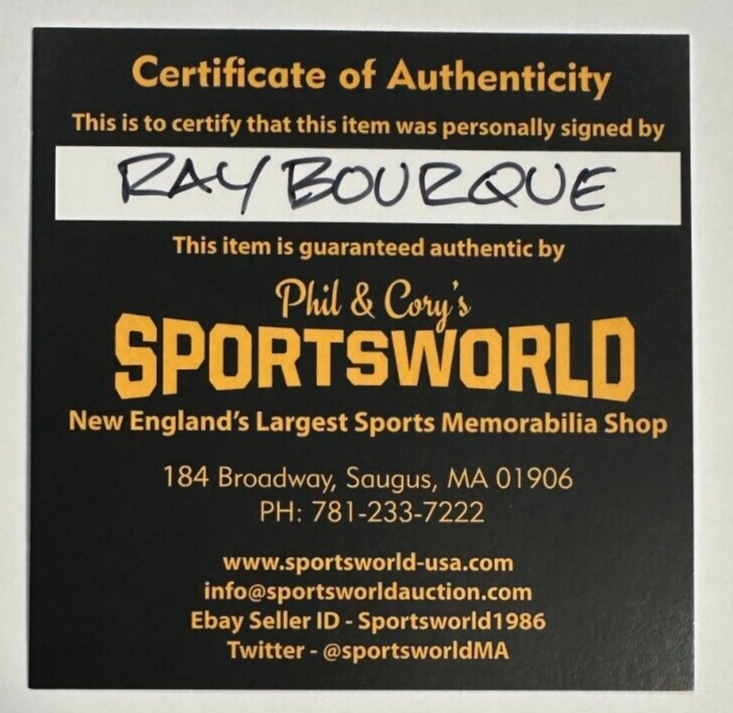 Certificate of Authenticity
This is to certify that this item was personally signed by
RAY BOURQUE
This item is guaranteed authentic by
Phil & Cory's
SPORTSWORLD
New England's Largest Sports Memorabilia Shop
184 Broadway, Saugus, MA 01906
PH: 781-233-7222
www.sportsworld-usa.com
info@sportsworldauction.com
Ebay Seller ID - Sportsworld1986
Twitter - @sportsworldMA